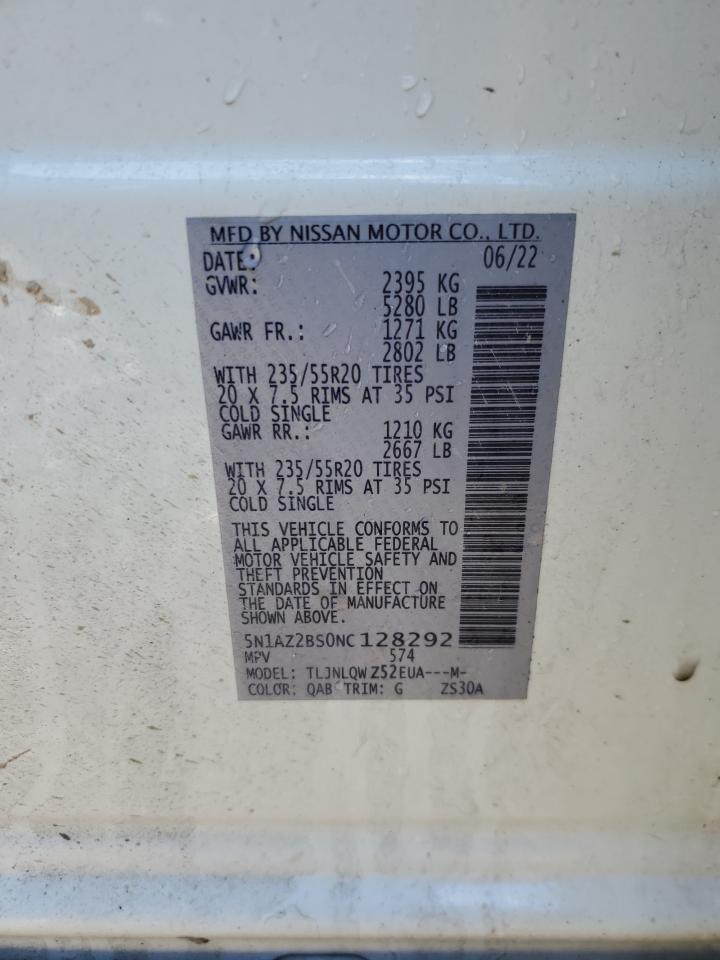 MFD BY NISSAN MOTOR CO., LTD.
DATE: 06/22
GVWR: 2395 KG
5280 LB
GAWR FR.: 1271 KG
2802 LB
WITH 235/55R20 TIRES
20 X 7.5 RIMS AT 35 PSI
COLD SINGLE
GAWR RR.: 1210 KG
2667 LB
WITH 235/55R20 TIRES
20 X 7.5 RIMS AT 35 PSI
COLD SINGLE
THIS VEHICLE CONFORMS TO
ALL APPLICABLE FEDERAL
MOTOR VEHICLE SAFETY AND
THEFT PREVENTION
STANDARDS IN EFFECT ON
THE DATE OF MANUFACTURE
SHOWN ABOVE.
5N1AZ2BS0NC128292
MPV 574
MODEL: TLJNLQW Z52EUA---M-
COLOR: QAB TRIM: G ZS30A